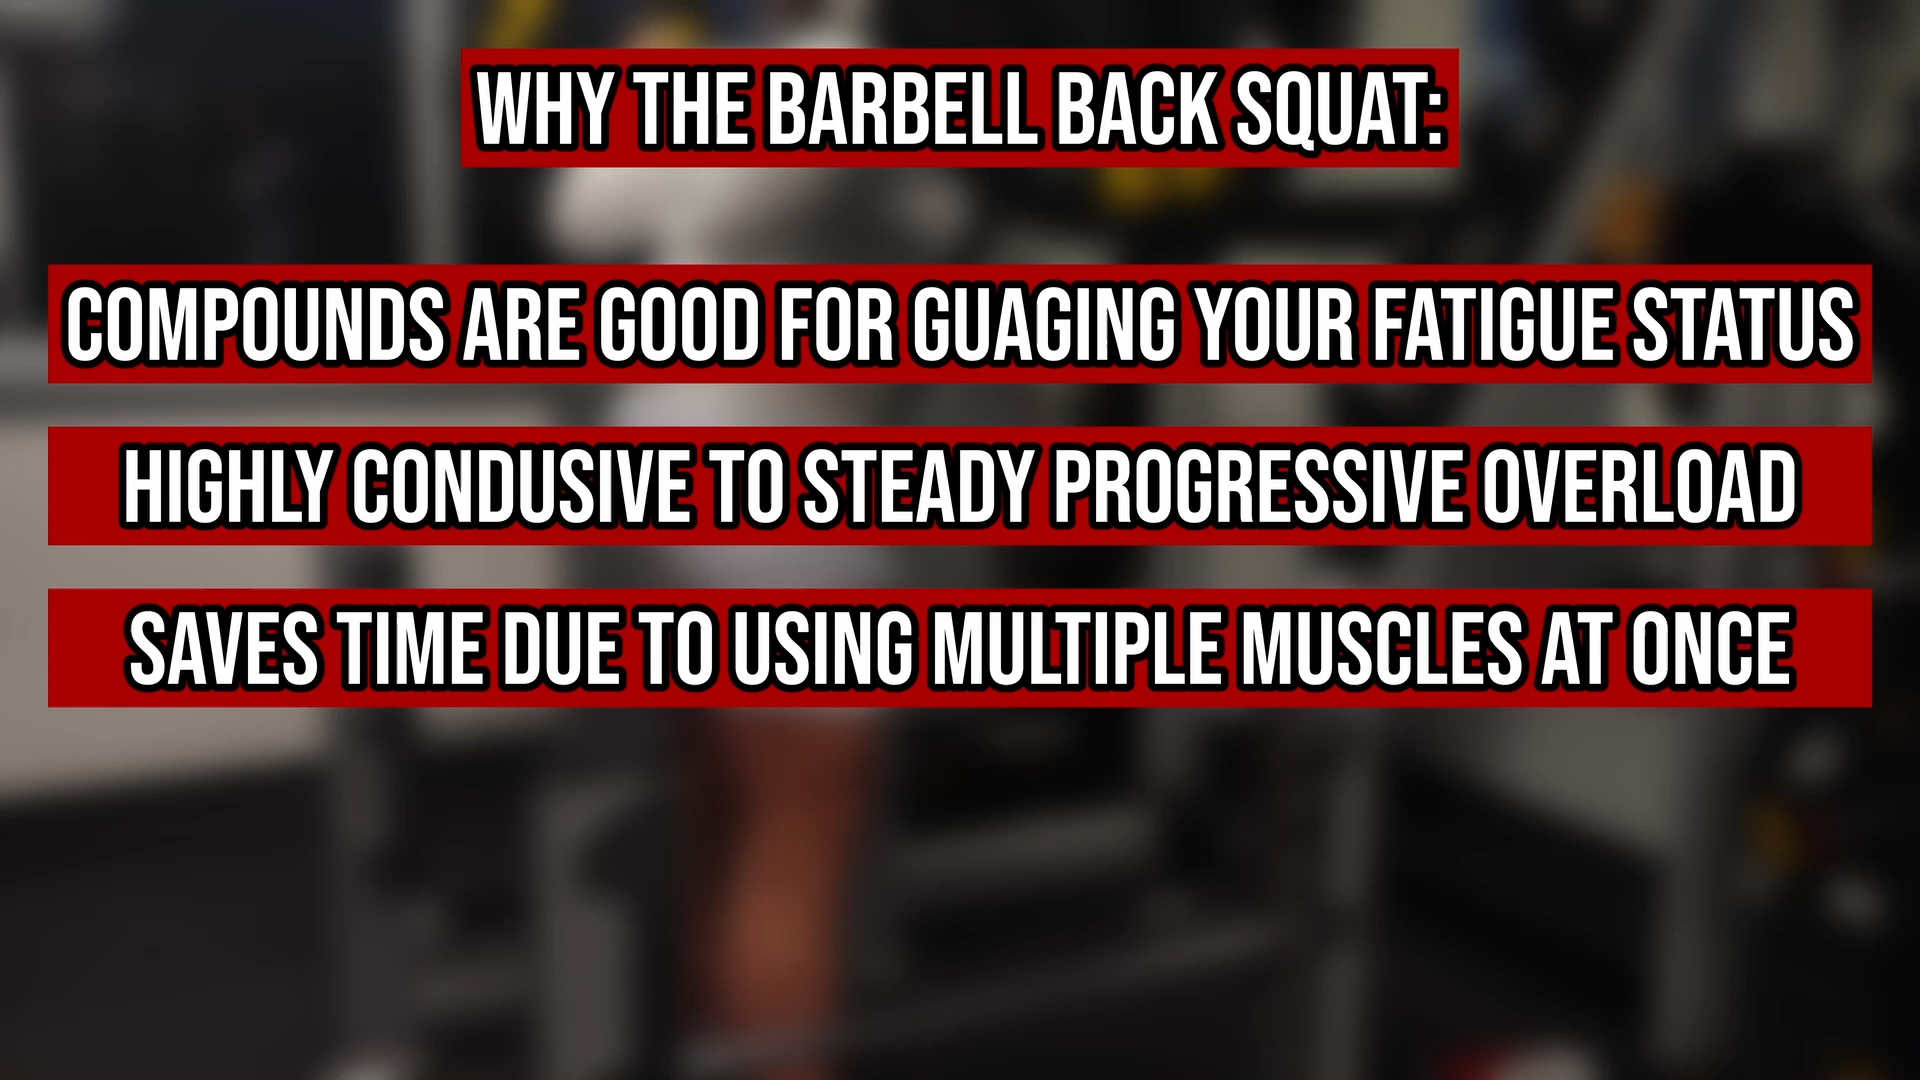 WHY THE BARBELL BACK SQUAT:
COMPOUNDS ARE GOOD FOR GUAGING YOUR FATIGUE STATUS
HIGHLY CONDUSIVE TO STEADY PROGRESSIVE OVERLOAD
SAVES TIME DUE TO USING MULTIPLE MUSCLES AT ONCE